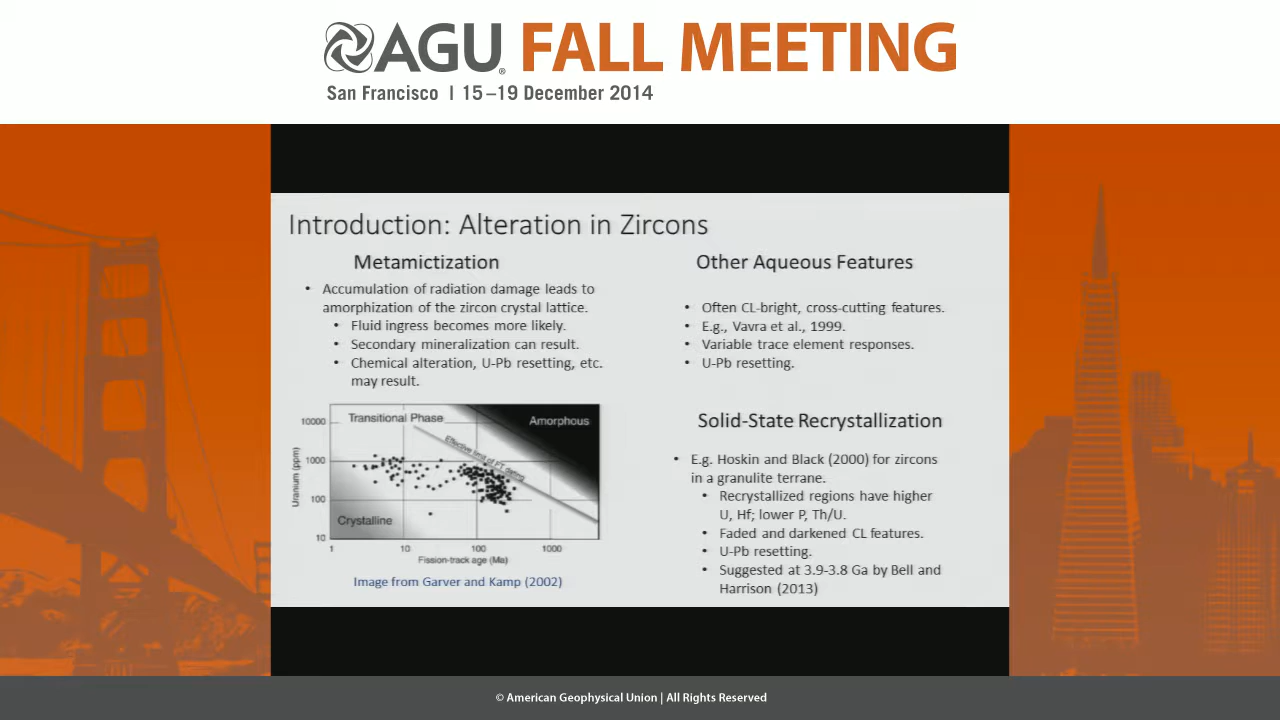 AGU FALL MEETING
San Francisco | 15–19 December 2014
Introduction: Alteration in Zircons
Metamictization
• Accumulation of radiation damage leads to
amorphization of the zircon crystal lattice.
• Fluid ingress becomes more likely.
• Secondary mineralization can result.
• Chemical alteration, U-Pb resetting, etc.
may result.
Transitional Phase
Amorphous
Effective limit of FT dating
Crystalline
Uranium (ppm)
10000
1000
100
10
1
10
100
1000
Fission-track age (Ma)
Image from Garver and Kamp (2002)
Other Aqueous Features
• Often CL-bright, cross-cutting features.
• E.g., Vavra et al., 1999.
• Variable trace element responses.
• U-Pb resetting.
Solid-State Recrystallization
• E.g. Hoskin and Black (2000) for zircons
in a granulite terrane.
• Recrystallized regions have higher
U, Hf; lower P, Th/U.
• Faded and darkened CL features.
• U-Pb resetting.
• Suggested at 3.9-3.8 Ga by Bell and
Harrison (2013)
© American Geophysical Union | All Rights Reserved